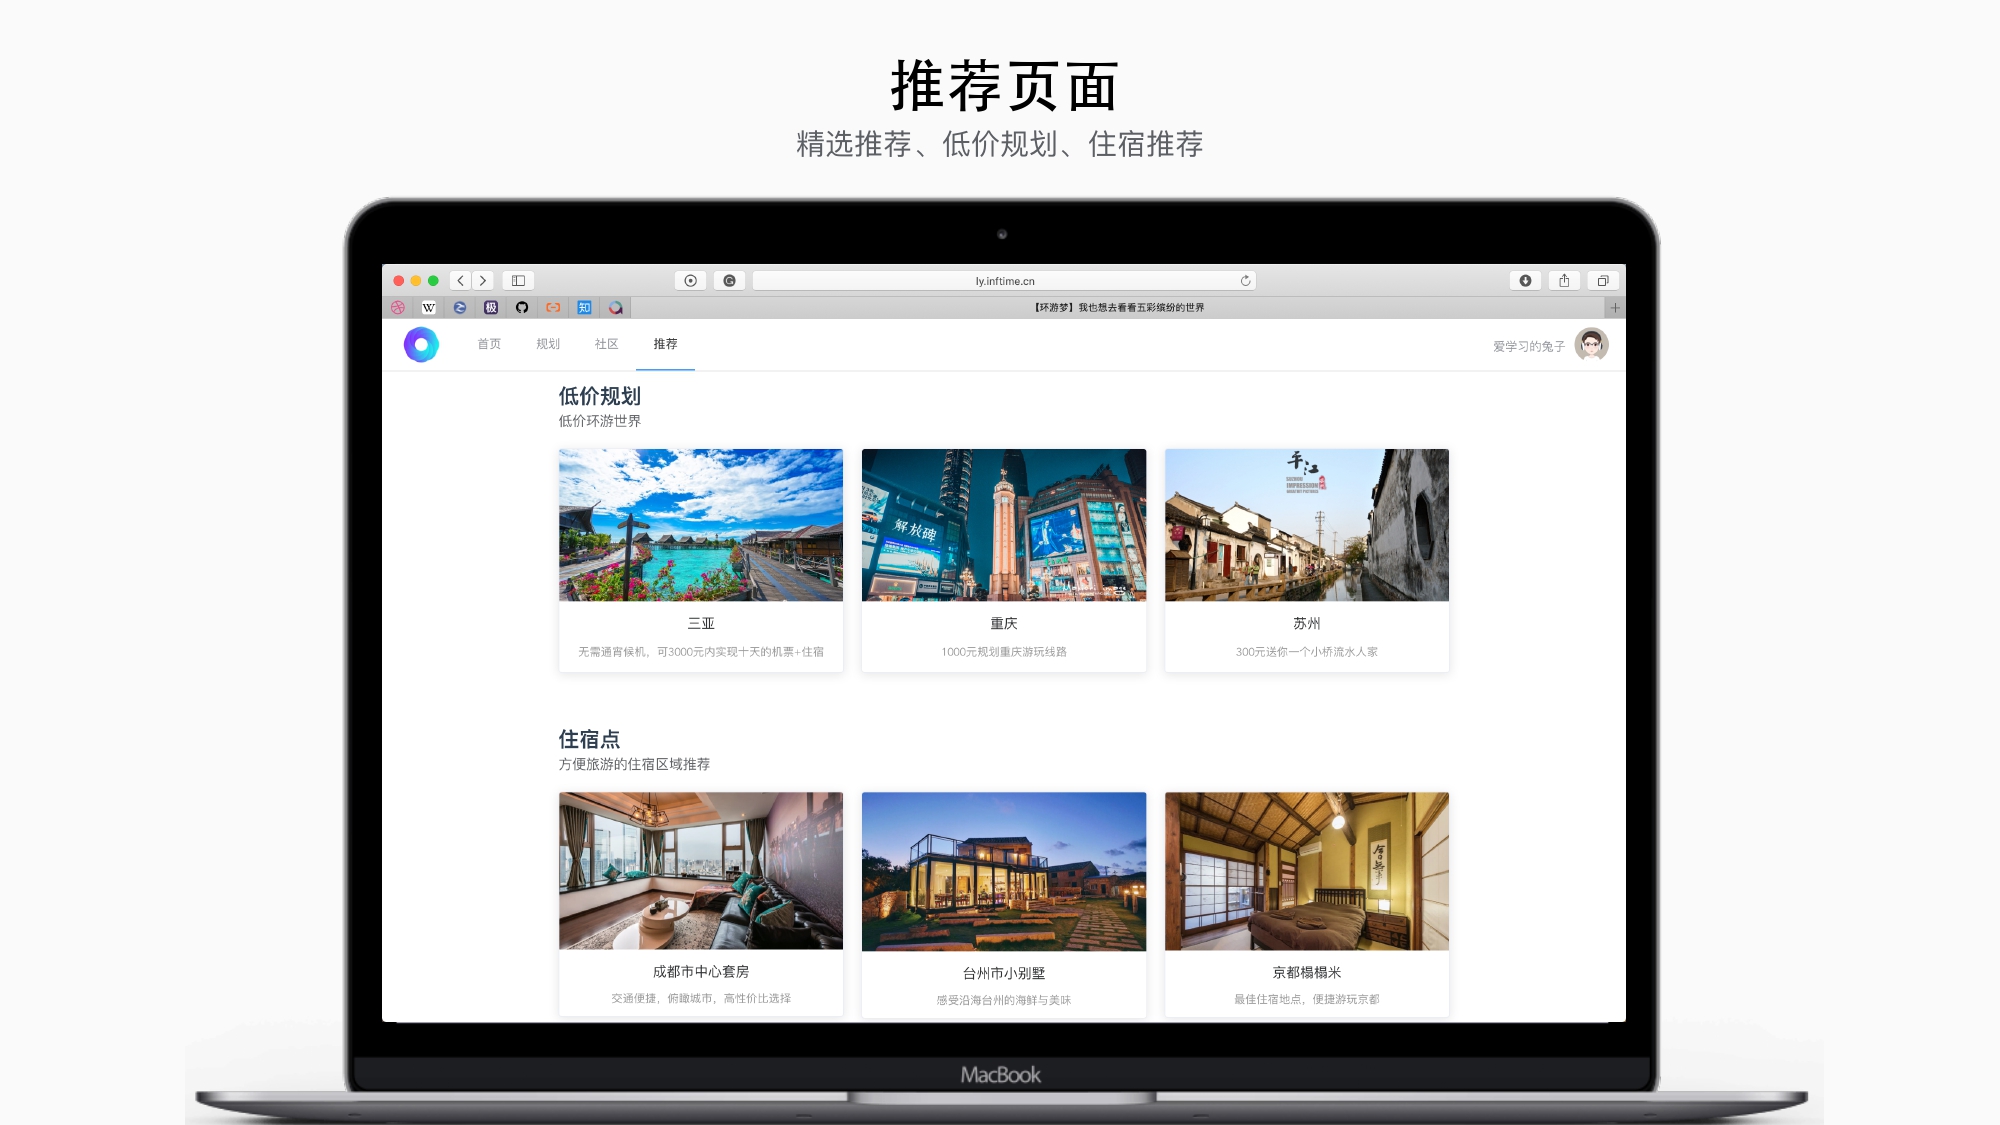 推荐页面
精选推荐、低价规划、住宿推荐
ly.inftime.cn
W 极 知
【环游梦】我也想去看看五彩缤纷的世界
首页 规划 社区 推荐
爱学习的兔子
低价规划
低价环游世界
解放碑
平江
IMPRESSION
三亚
重庆
苏州
无需通宵候机，可3000元内实现十天的机票+住宿
1000元规划重庆游玩线路
300元送你一个小桥流水人家
住宿点
方便旅游的住宿区域推荐
成都市中心套房
台州市小别墅
京都榻榻米
交通便捷，俯瞰城市，高性价比选择
感受沿海台州的海鲜与美味
最佳住宿地点，便捷游玩京都
MacBook